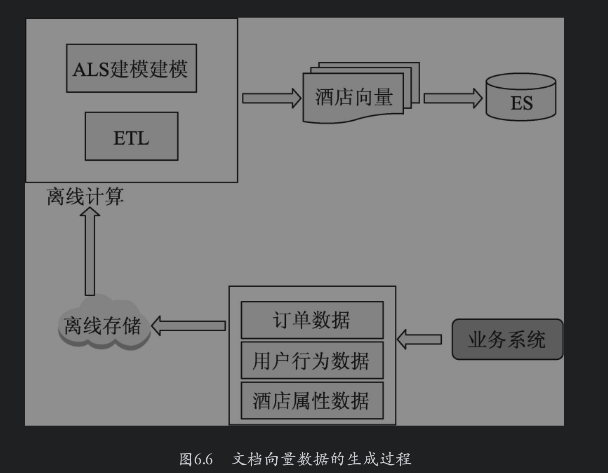 ALS建模建模
酒店向量
ES
ETL
离线计算
订单数据
离线存储
业务系统
用户行为数据
酒店属性数据
图6.6 文档向量数据的生成过程